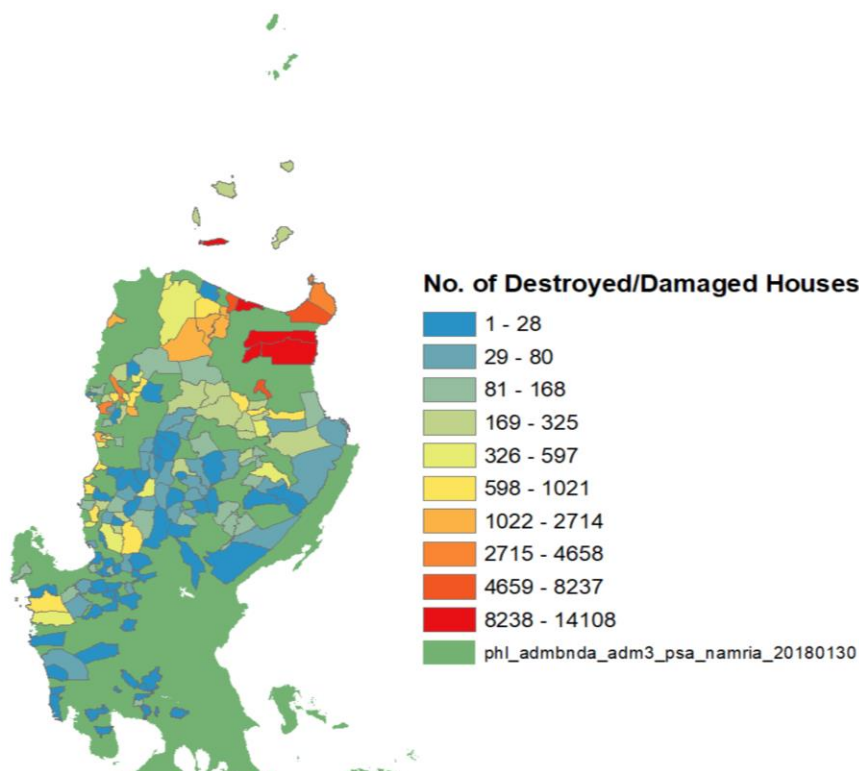 No. of Destroyed/Damaged Houses
1 - 28
29 - 80
81 - 168
169 - 325
326 - 597
598 - 1021
1022 - 2714
2715 - 4658
4659 - 8237
8238 - 14108
phl_admbnda_adm3_psa_namria_20180130